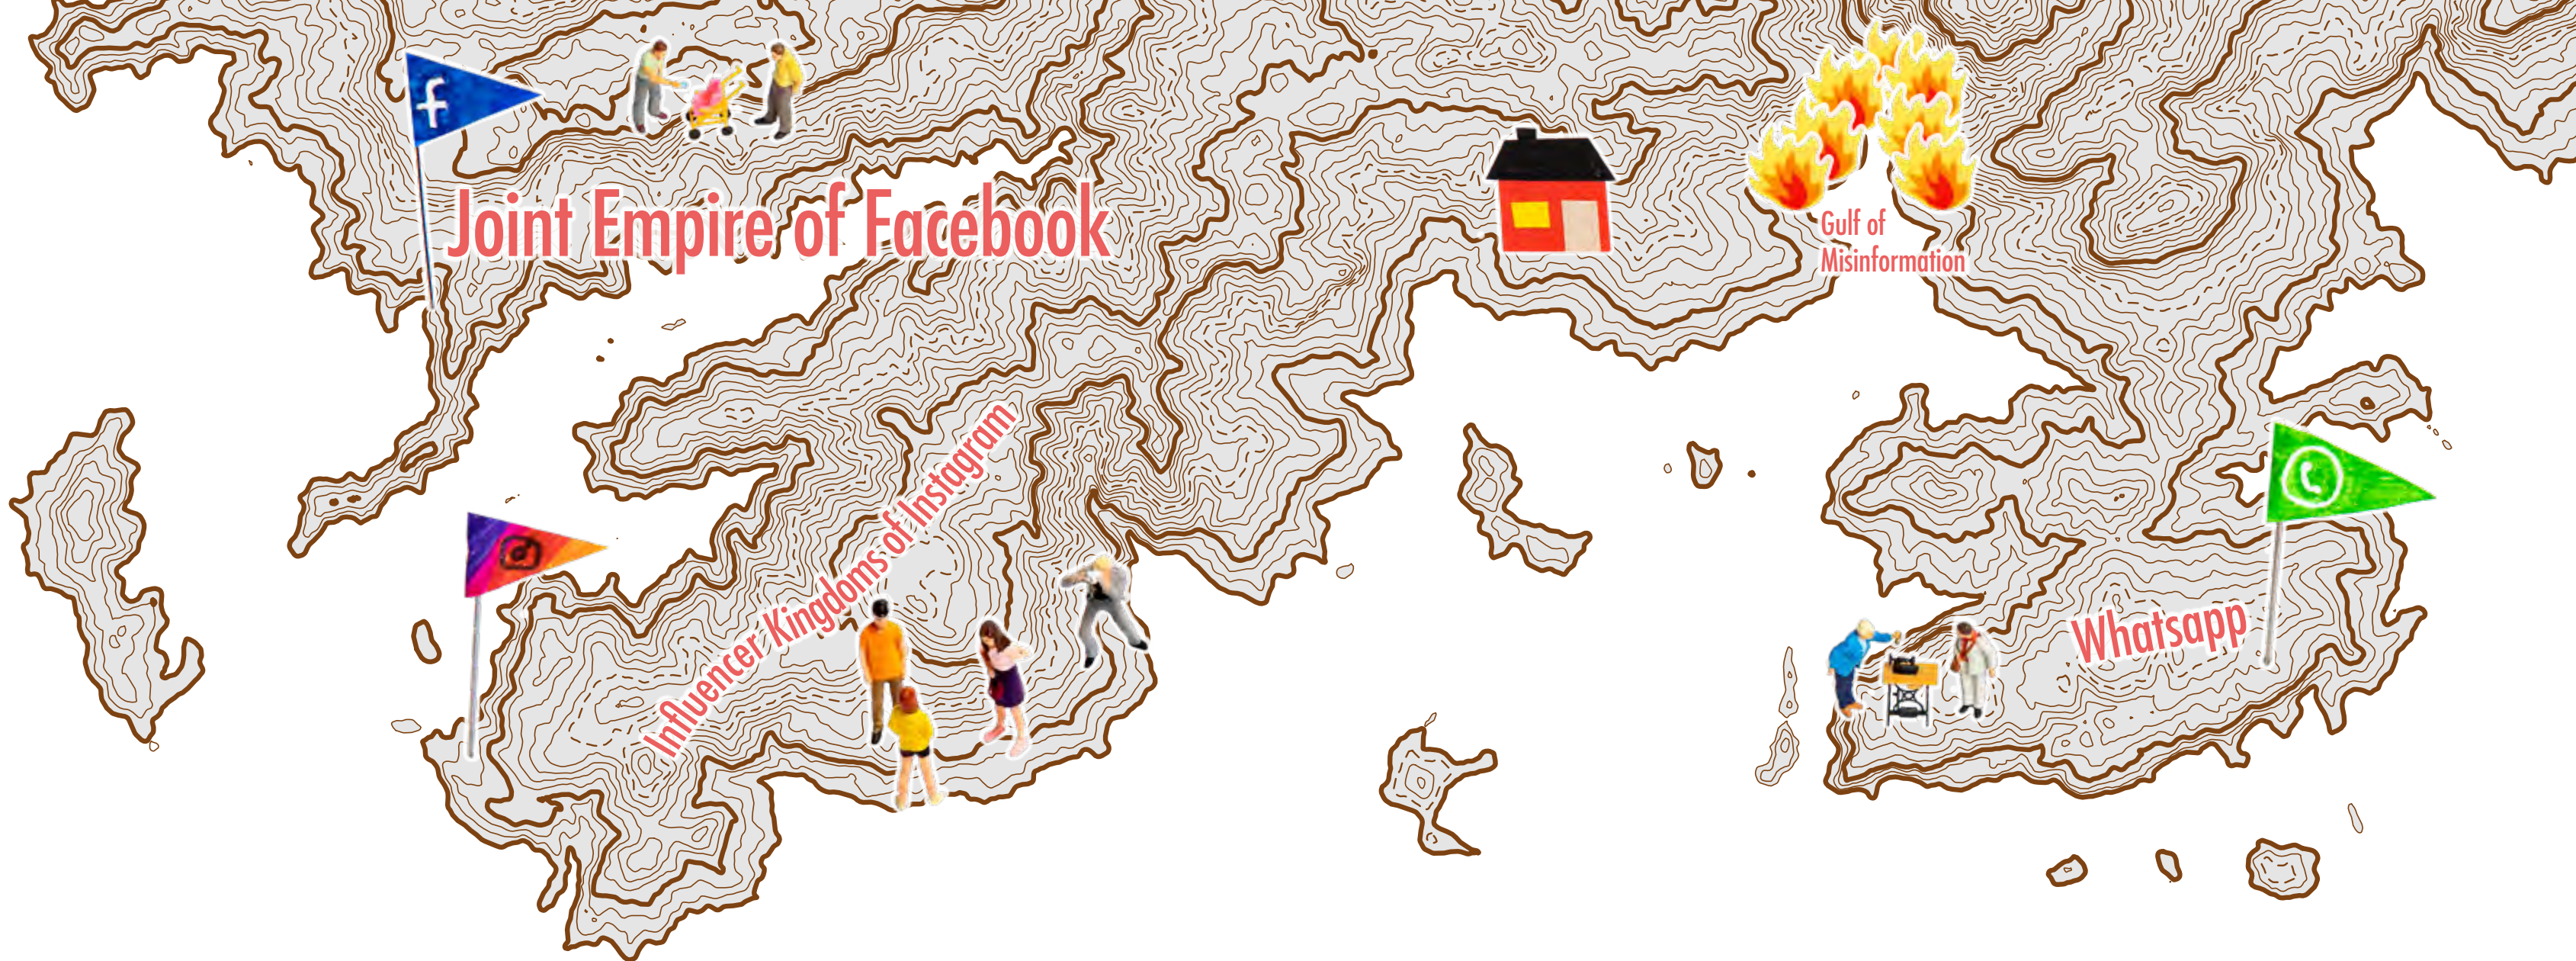 f
Joint Empire of Facebook
Gulf of
Misinformation
Influencer Kingdoms of Instagram
Whatsapp